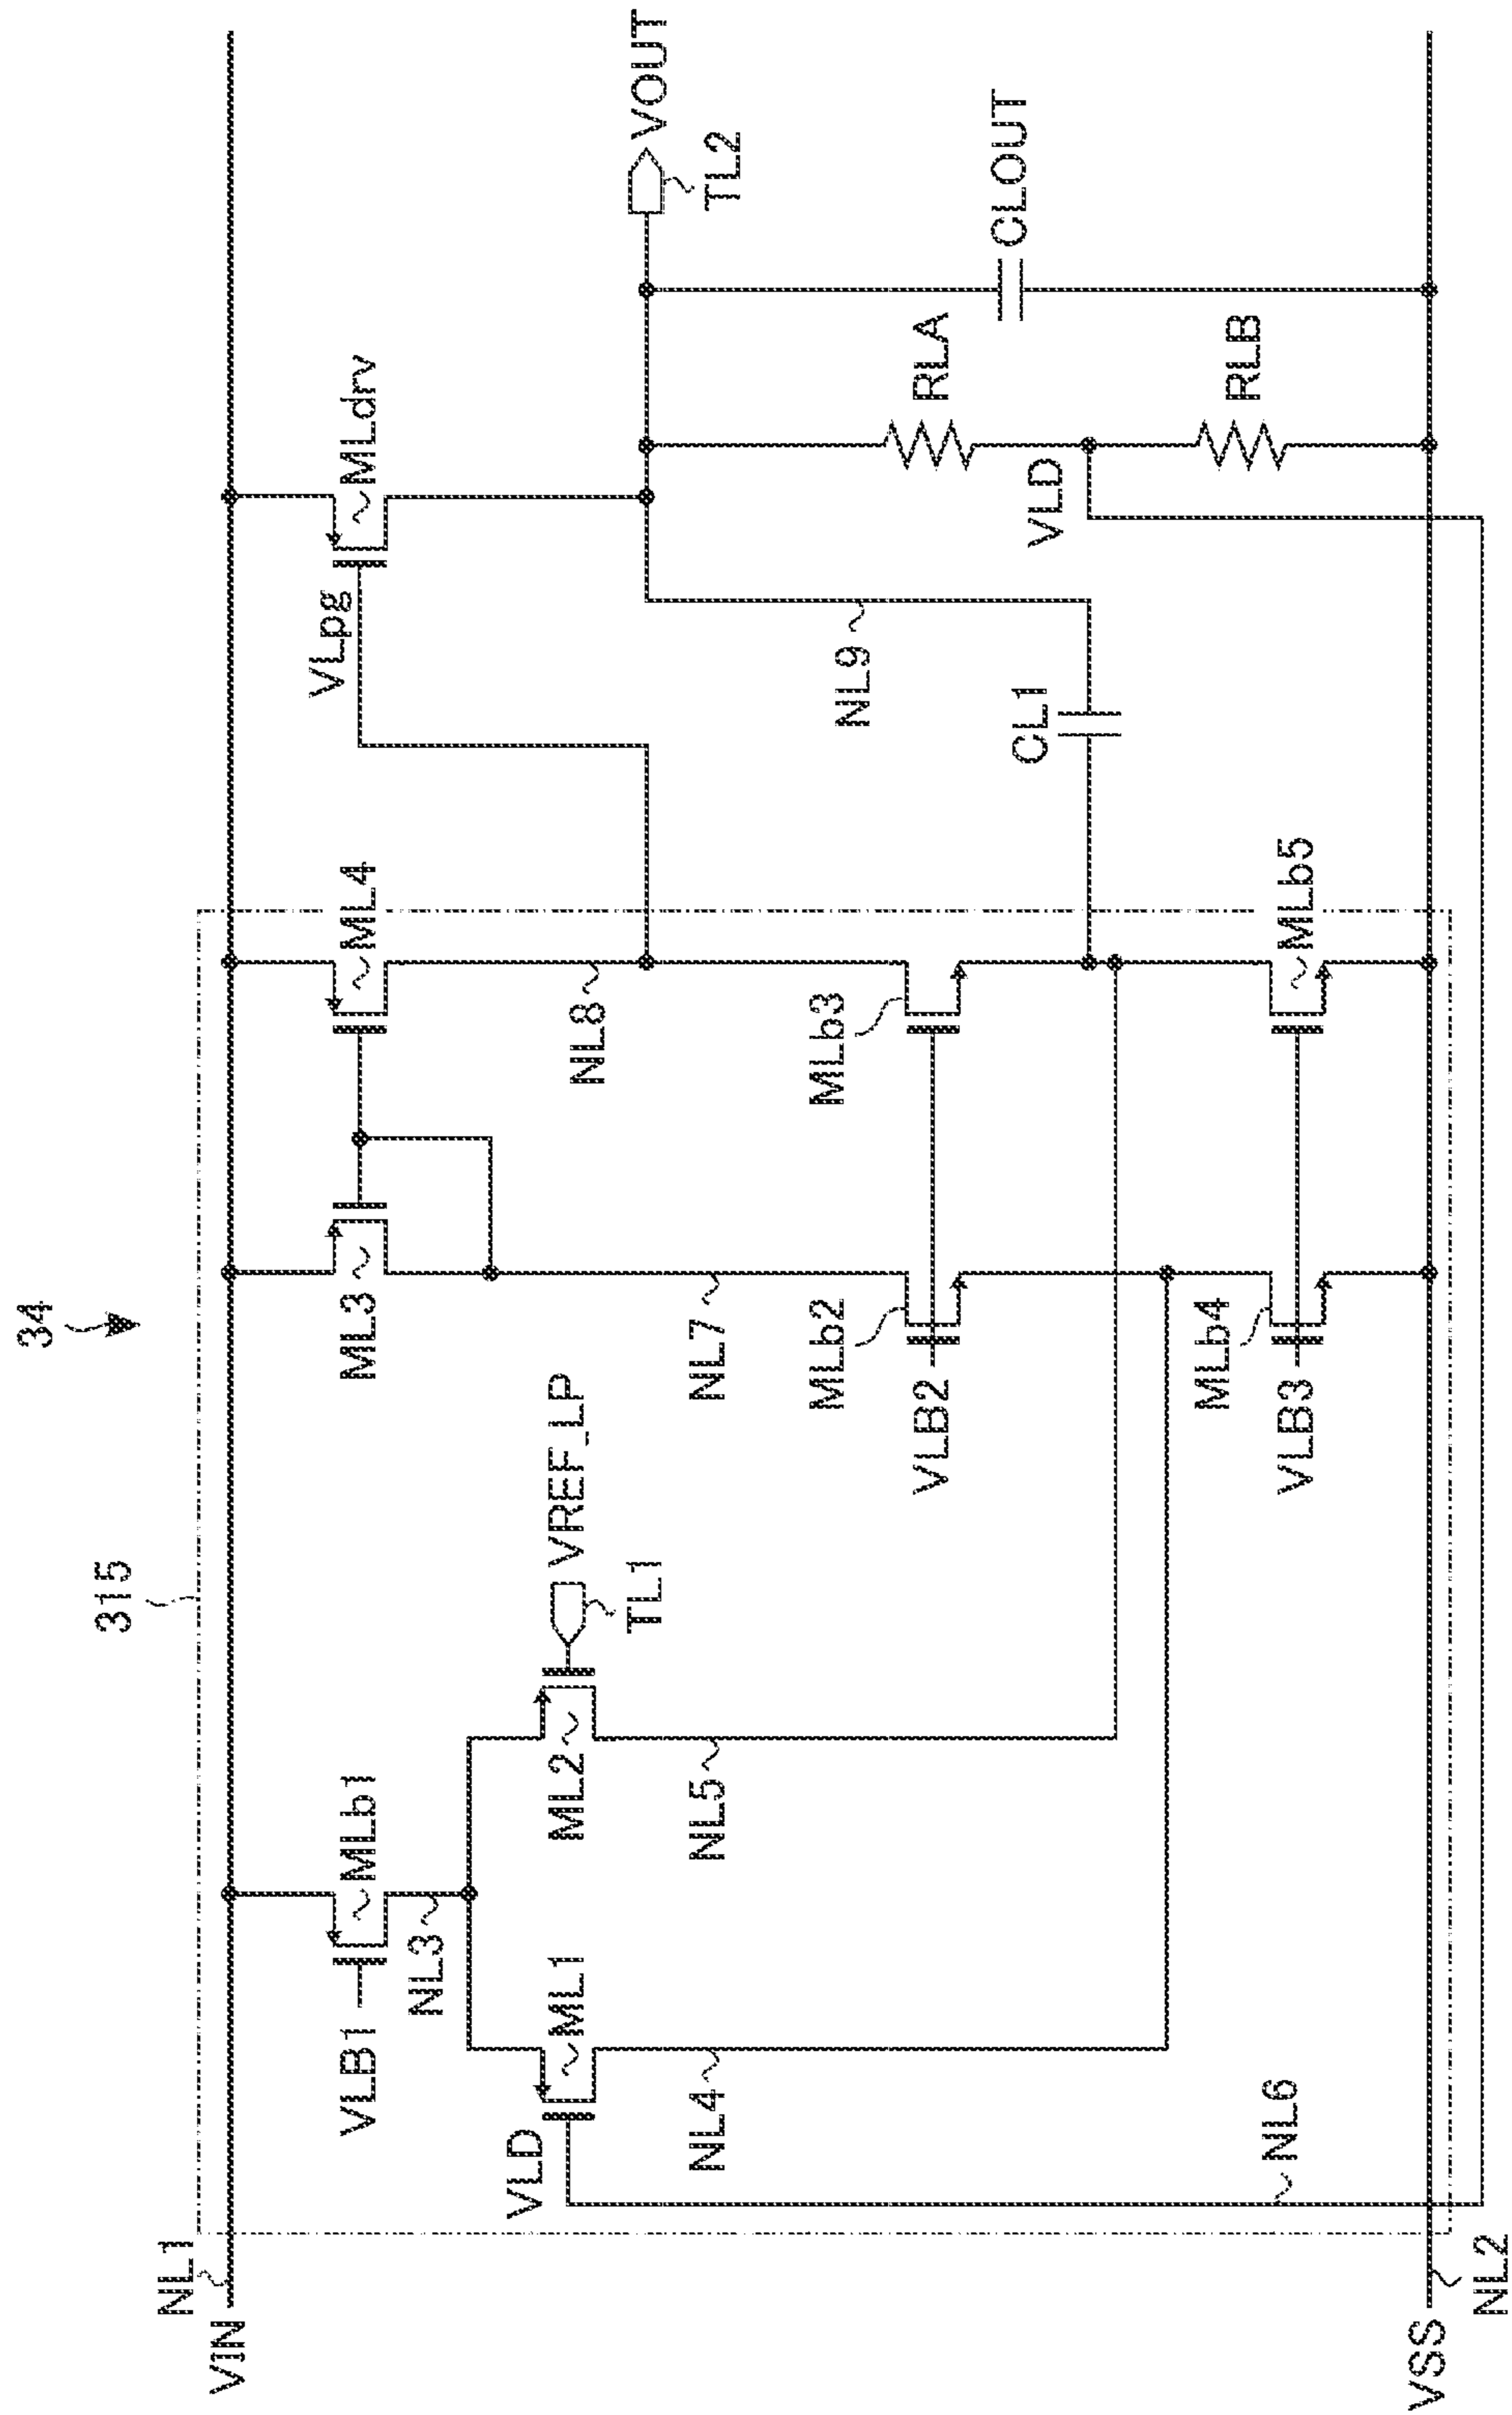 34
315
NL1
VIN
VLB1
MLb1
ML3
ML4
VLpg
MLdrv
NL3
VLD
ML1
ML2
VREF_LP
TL1
NL8
VOUT
TL2
NL4
NL5
NL7
MLb2
MLb3
NL9
VLB2
RLA
CL1
VLD
CLOUT
NL6
MLb4
VLB3
MLb5
RLB
VSS
NL2